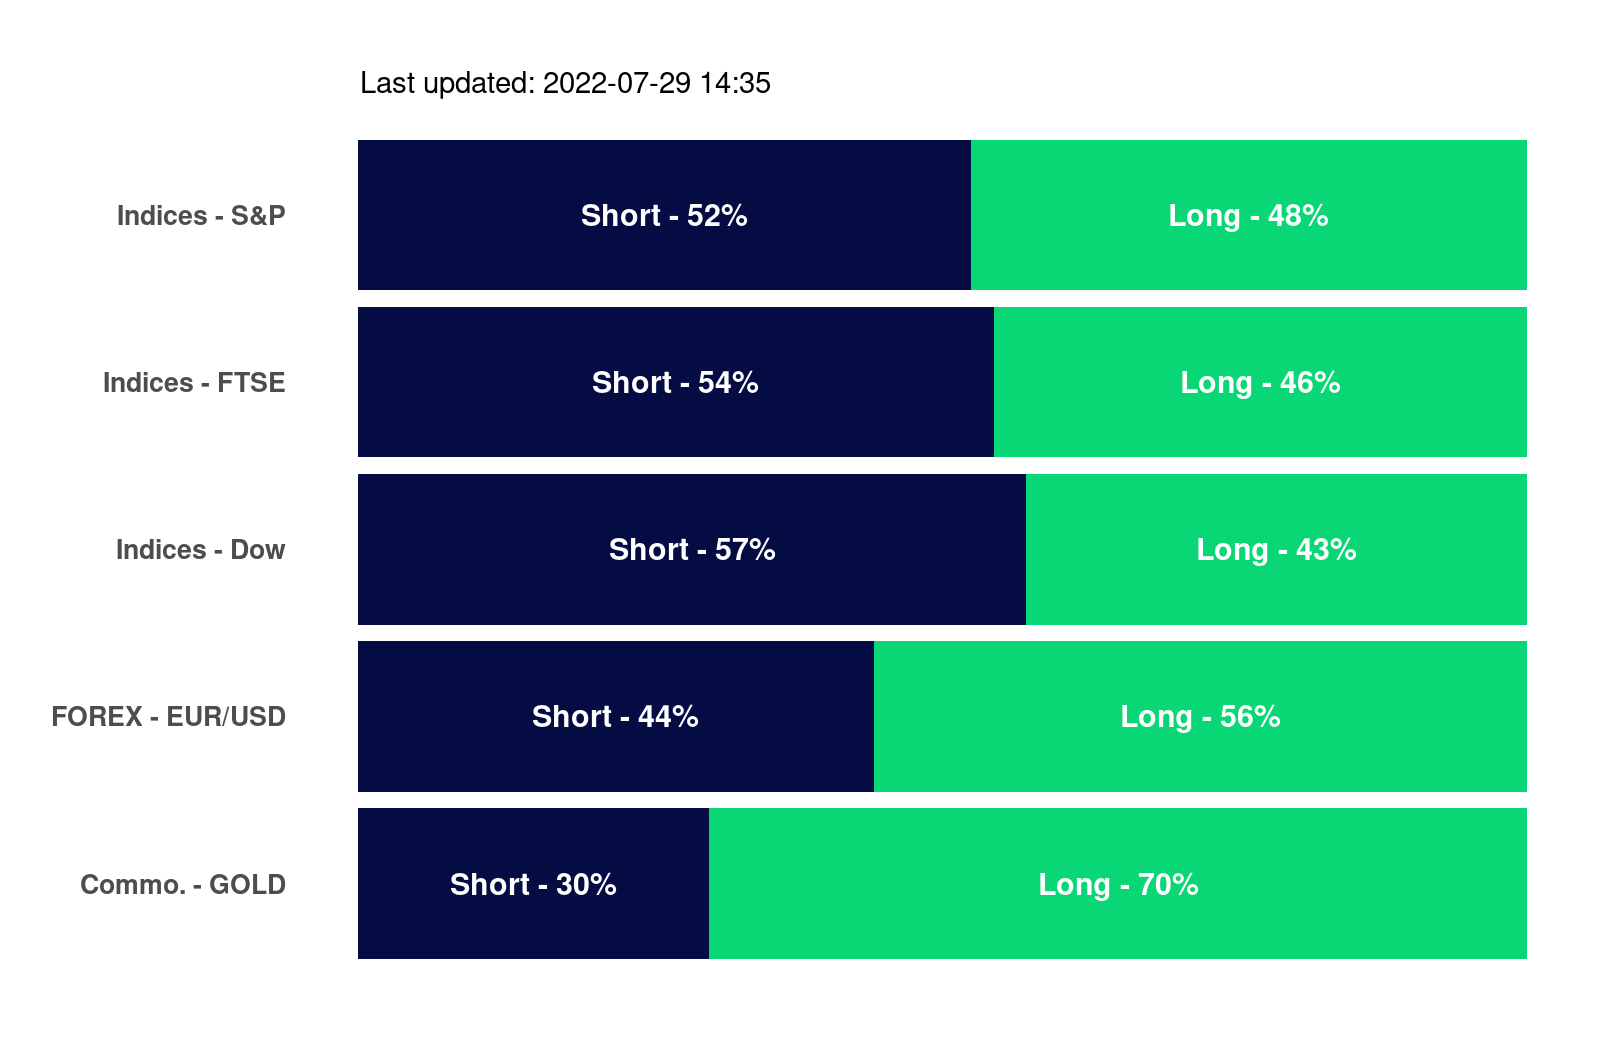 Last updated: 2022-07-29 14:35
Indices - S&P Short - 52% Long - 48%
Indices - FTSE Short - 54% Long - 46%
Indices - Dow Short - 57% Long - 43%
FOREX - EUR/USD Short - 44% Long - 56%
Commo. - GOLD Short - 30% Long - 70%